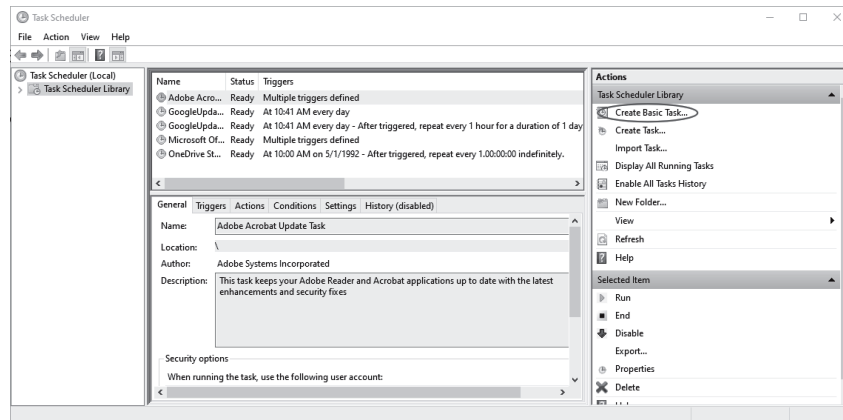 Task Scheduler
File Action View Help
Task Scheduler (Local)
Task Scheduler Library
Name Status Triggers
Adobe Acro... Ready Multiple triggers defined
GoogleUpda... Ready At 10:41 AM every day
GoogleUpda... Ready At 10:41 AM every day - After triggered, repeat every 1 hour for a duration of 1 day
Microsoft Of... Ready Multiple triggers defined
OneDrive St... Ready At 10:00 AM on 5/1/1992 - After triggered, repeat every 1.00:00:00 indefinitely.
General Triggers Actions Conditions Settings History (disabled)
Name: Adobe Acrobat Update Task
Location: \
Author: Adobe Systems Incorporated
Description: This task keeps your Adobe Reader and Acrobat applications up to date with the latest
enhancements and security fixes
Security options
When running the task, use the following user account:
Actions
Task Scheduler Library
Create Basic Task...
Create Task...
Import Task...
Display All Running Tasks
Enable All Tasks History
New Folder...
View
Refresh
Help
Selected Item
Run
End
Disable
Export...
Properties
Delete